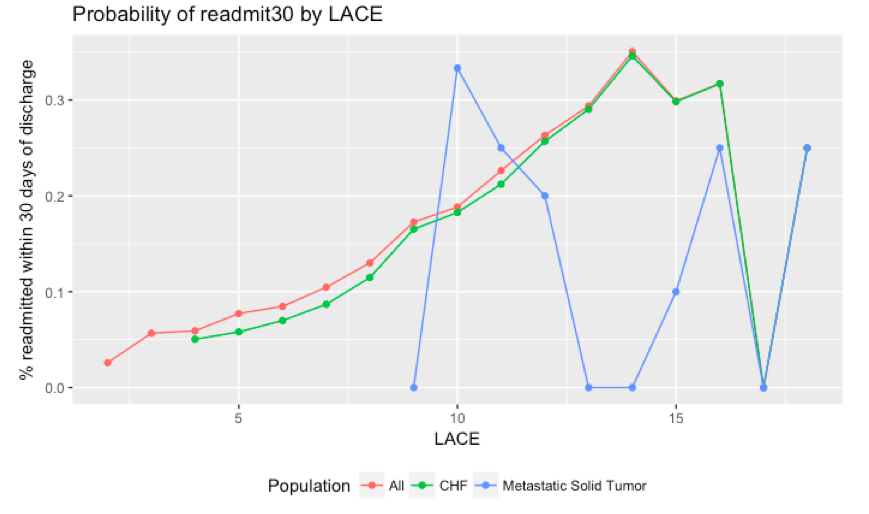 Probability of readmit30 by LACE
% readmitted within 30 days of discharge
0.3
0.2
0.1
0.0
5 10 15
LACE
Population All CHF Metastatic Solid Tumor